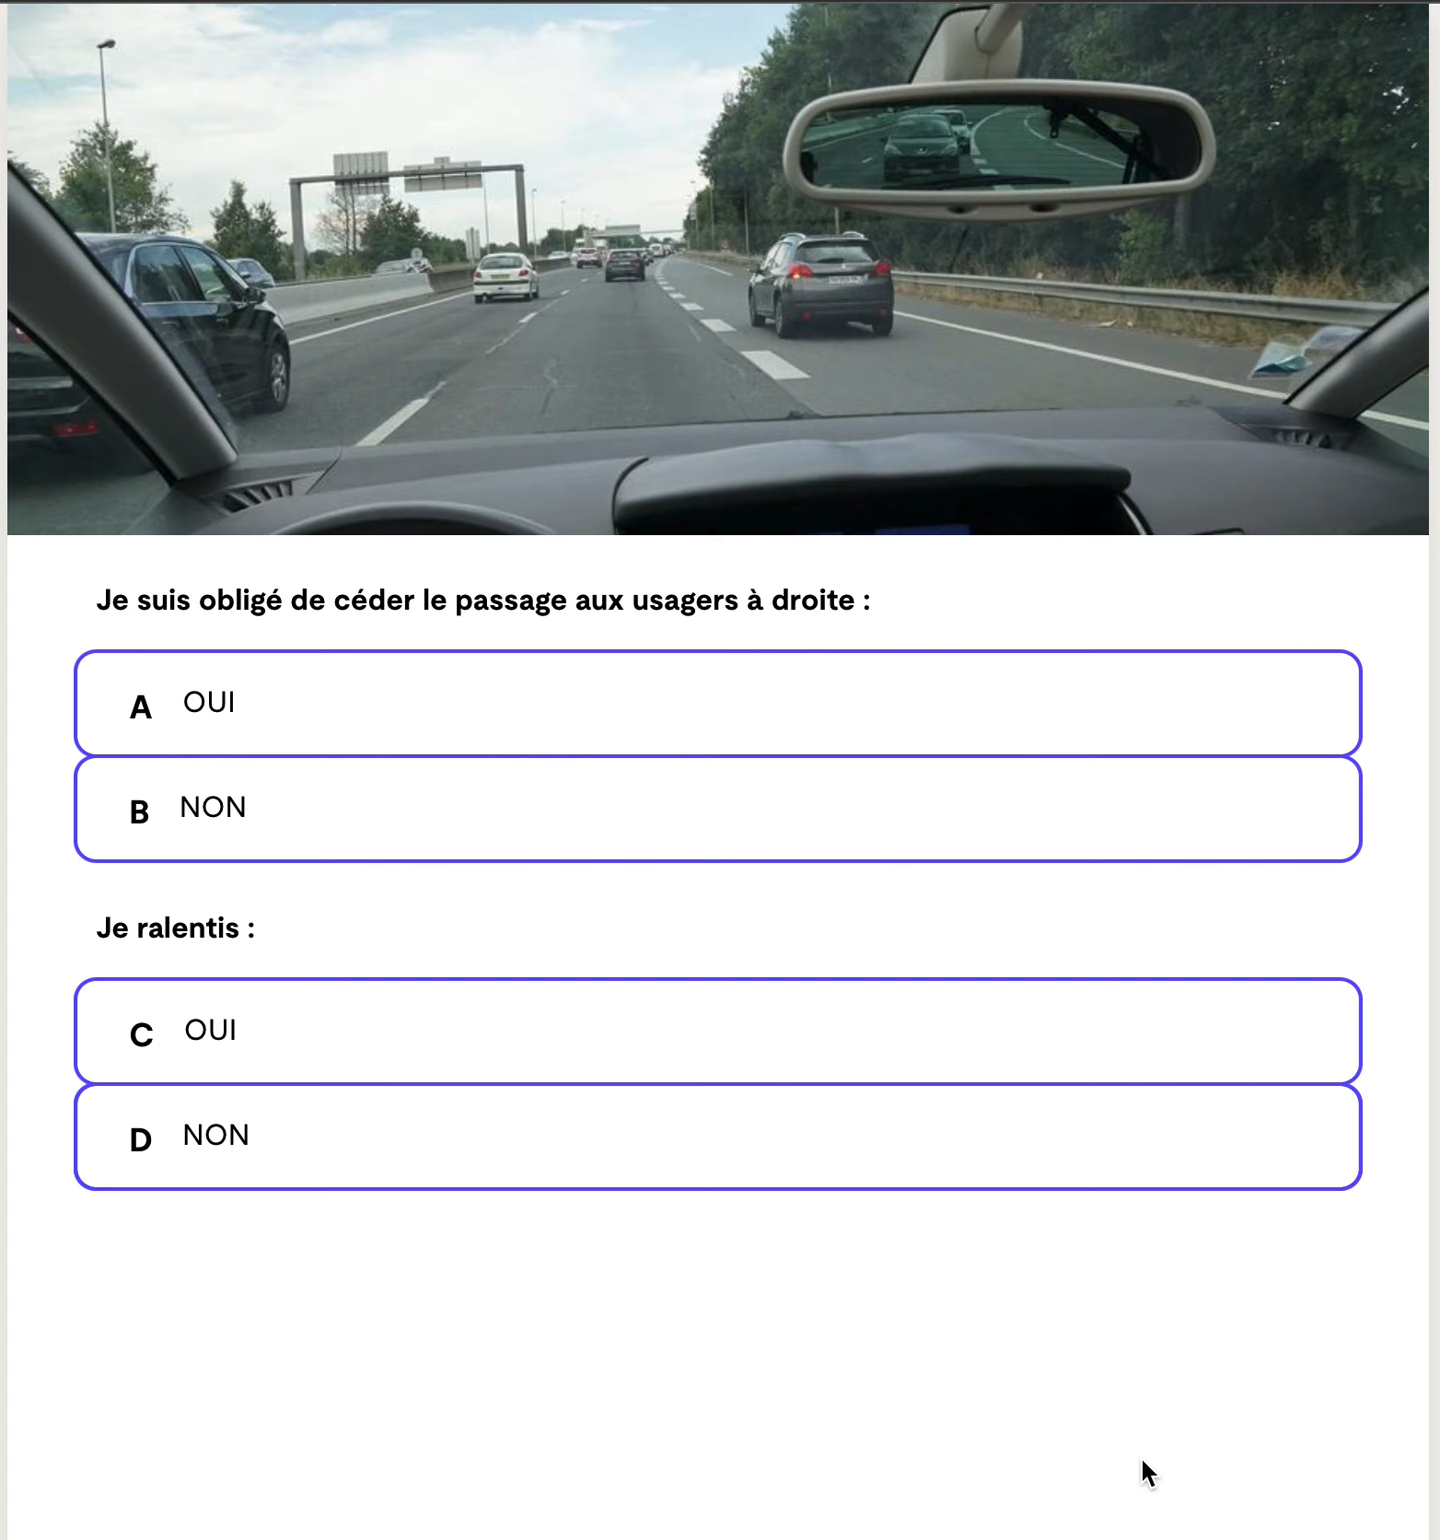 Je suis obligé de céder le passage aux usagers à droite :
A OUI
B NON
Je ralentis :
C OUI
D NON